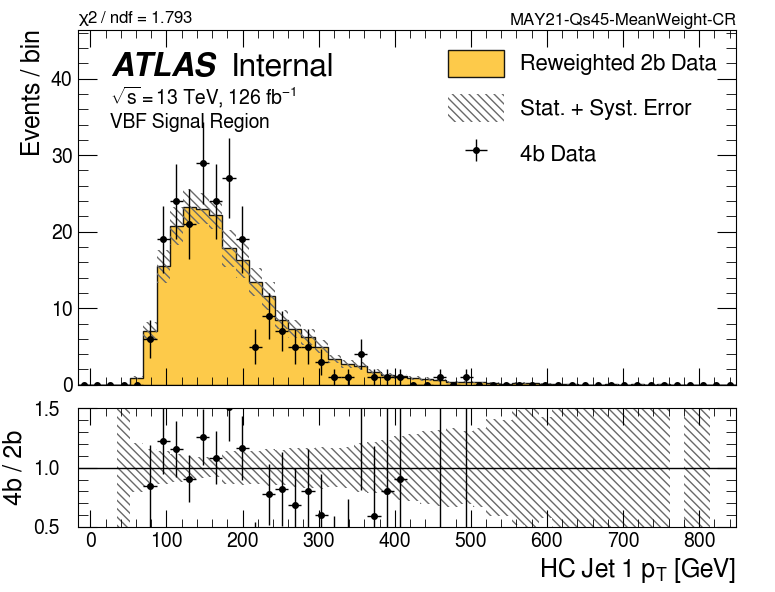 χ2 / ndf = 1.793
MAY21-Qs45-MeanWeight-CR
ATLAS Internal
√s = 13 TeV, 126 fb−1
VBF Signal Region
Reweighted 2b Data
Stat. + Syst. Error
4b Data
Events / bin
40
30
20
10
0
4b / 2b
1.5
1.0
0.5
0 100 200 300 400 500 600 700 800
HC Jet 1 pT [GeV]